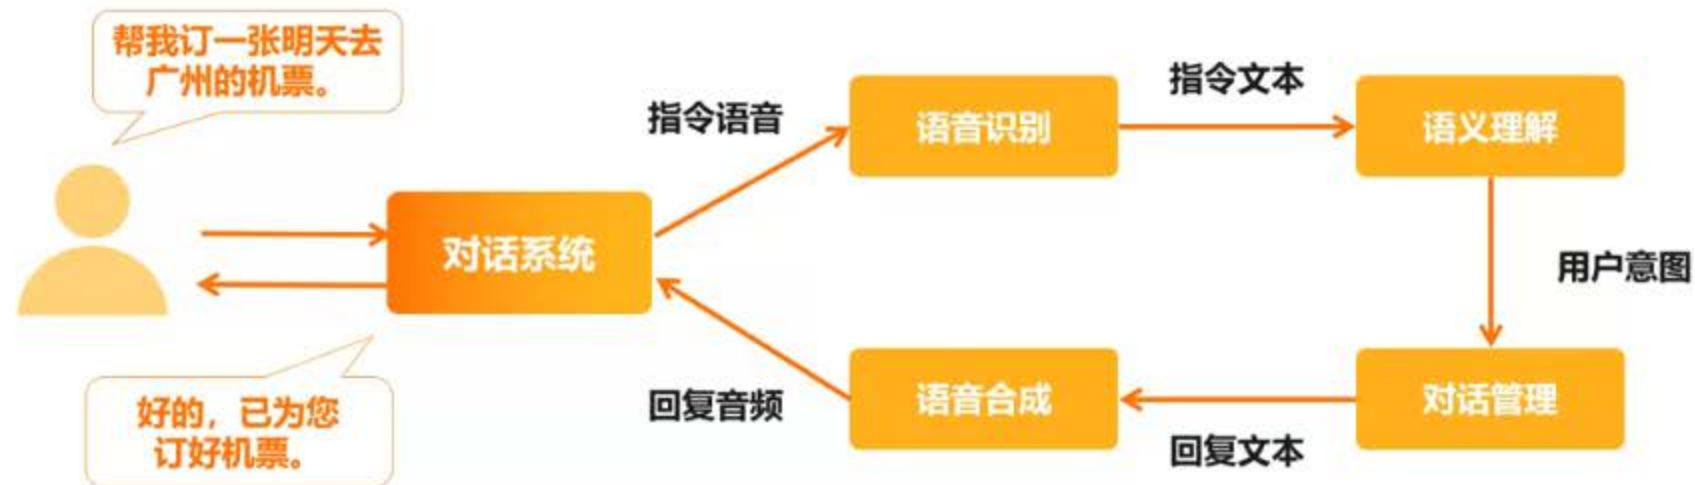 帮我订一张明天去
广州的机票。
指令语音
语音识别
指令文本
语义理解
对话系统
用户意图
好的，已为您
订好机票。
回复音频
语音合成
回复文本
对话管理